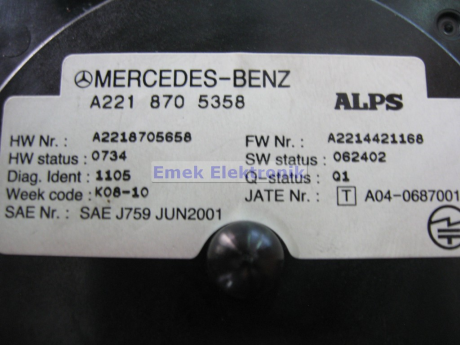 MERCEDES-BENZ
A221 870 5358
ALPS
HW Nr. : A2218705658
FW Nr. : A2214421168
HW status : 0734
SW status : 062402
Diag. Ident : 1105
Q-status : Q1
Week code : K08-10
JATE Nr. : T A04-0687001
SAE Nr. : SAE J759 JUN2001
Emek Elektronik